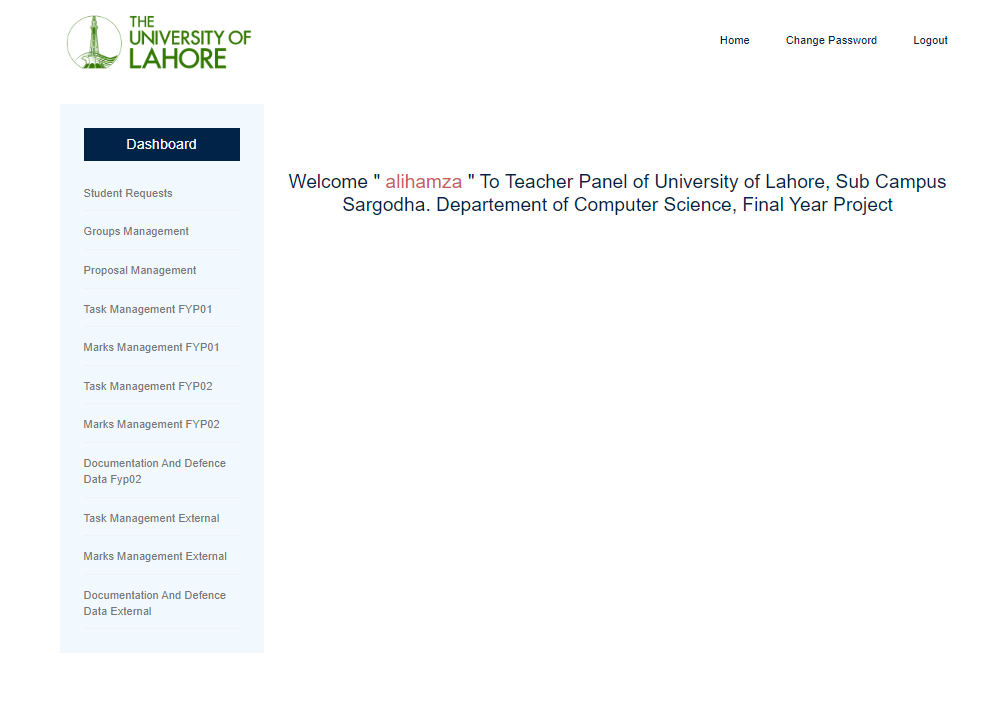 THE
UNIVERSITY OF
LAHORE
Home
Change Password
Logout
Dashboard
Student Requests
Groups Management
Proposal Management
Task Management FYP01
Marks Management FYP01
Task Management FYP02
Marks Management FYP02
Documentation And Defence
Data Fyp02
Task Management External
Marks Management External
Documentation And Defence
Data External
Welcome " alihamza " To Teacher Panel of University of Lahore, Sub Campus
Sargodha. Departement of Computer Science, Final Year Project